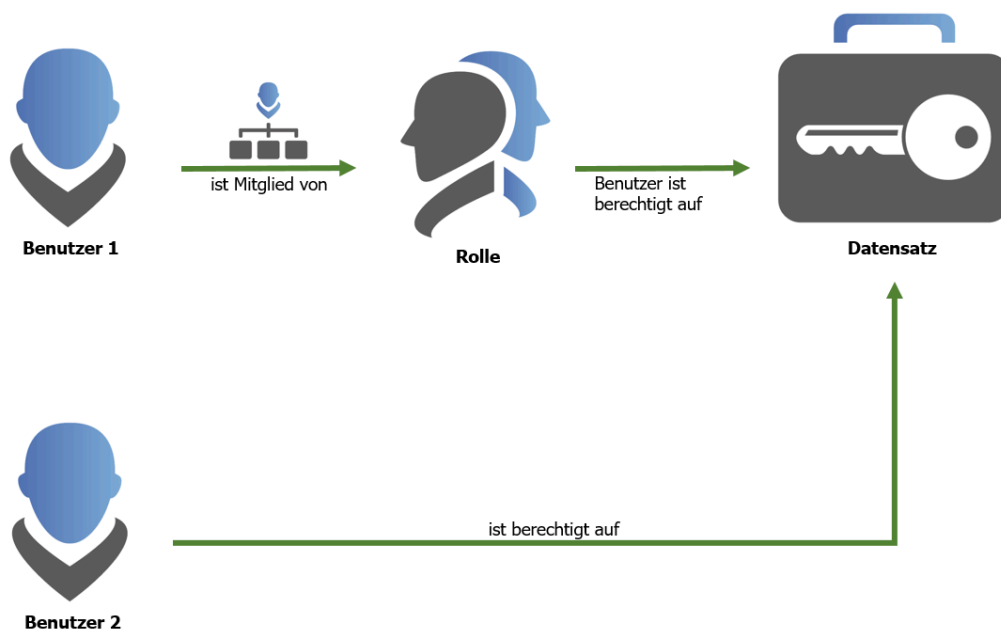 ist Mitglied von
Benutzer ist
berechtigt auf
Benutzer 1
Rolle
Datensatz
ist berechtigt auf
Benutzer 2